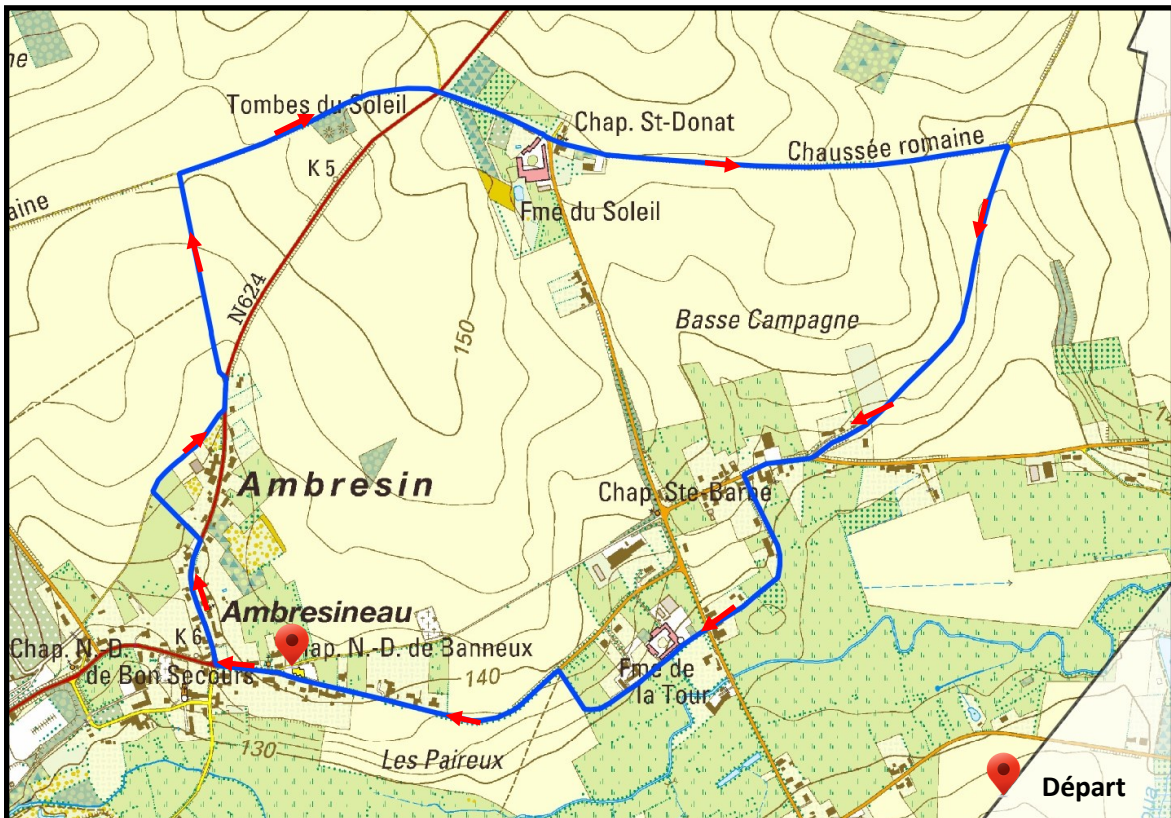 ne
Tombes du Soleil
Chap. St-Donat
Chaussée romaine
K 5
aine
Fme du Soleil
N624
150
Basse Campagne
Ambresin
Chap. Ste-Barbe
Ambresineau
K 6
Chap. N.-D.
de Bon Secours
hap. N.-D. de Banneux
140
Fme de
la Tour
130
Les Paireux
Départ